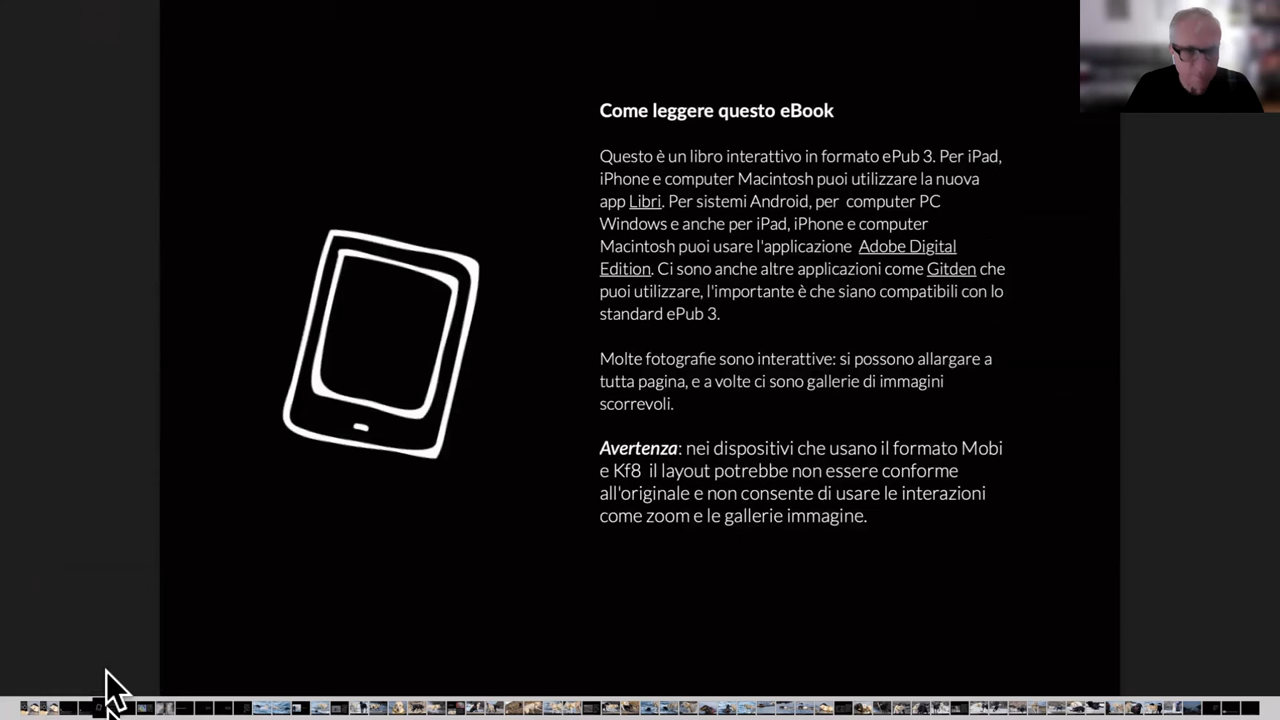 Come leggere questo eBook
Questo è un libro interattivo in formato ePub 3. Per iPad,
iPhone e computer Macintosh puoi utilizzare la nuova
app Libri. Per sistemi Android, per computer PC
Windows e anche per iPad, iPhone e computer
Macintosh puoi usare l'applicazione Adobe Digital
Edition. Ci sono anche altre applicazioni come Gitden che
puoi utilizzare, l'importante è che siano compatibili con lo
standard ePub 3.
Molte fotografie sono interattive: si possono allargare a
tutta pagina, e a volte ci sono gallerie di immagini
scorrevoli.
Avertenza: nei dispositivi che usano il formato Mobi
e Kf8 il layout potrebbe non essere conforme
all'originale e non consente di usare le interazioni
come zoom e le gallerie immagine.